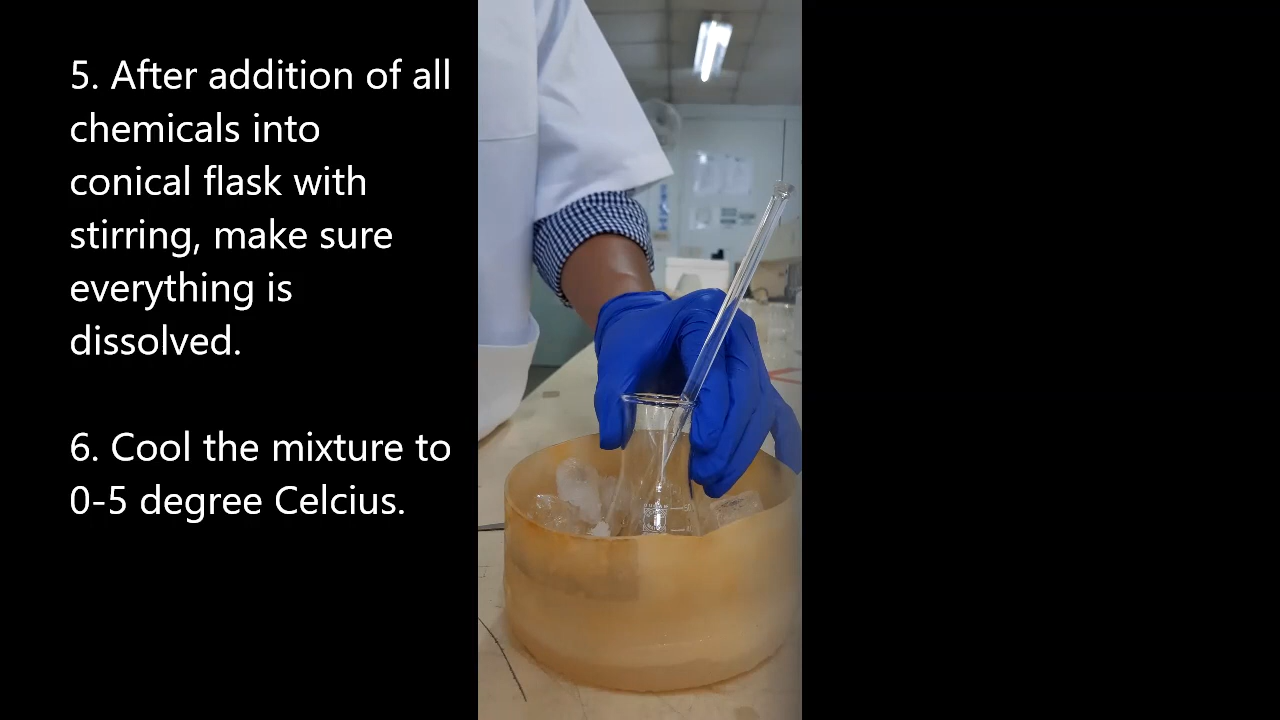 5. After addition of all
chemicals into
conical flask with
stirring, make sure
everything is
dissolved.
6. Cool the mixture to
0-5 degree Celcius.